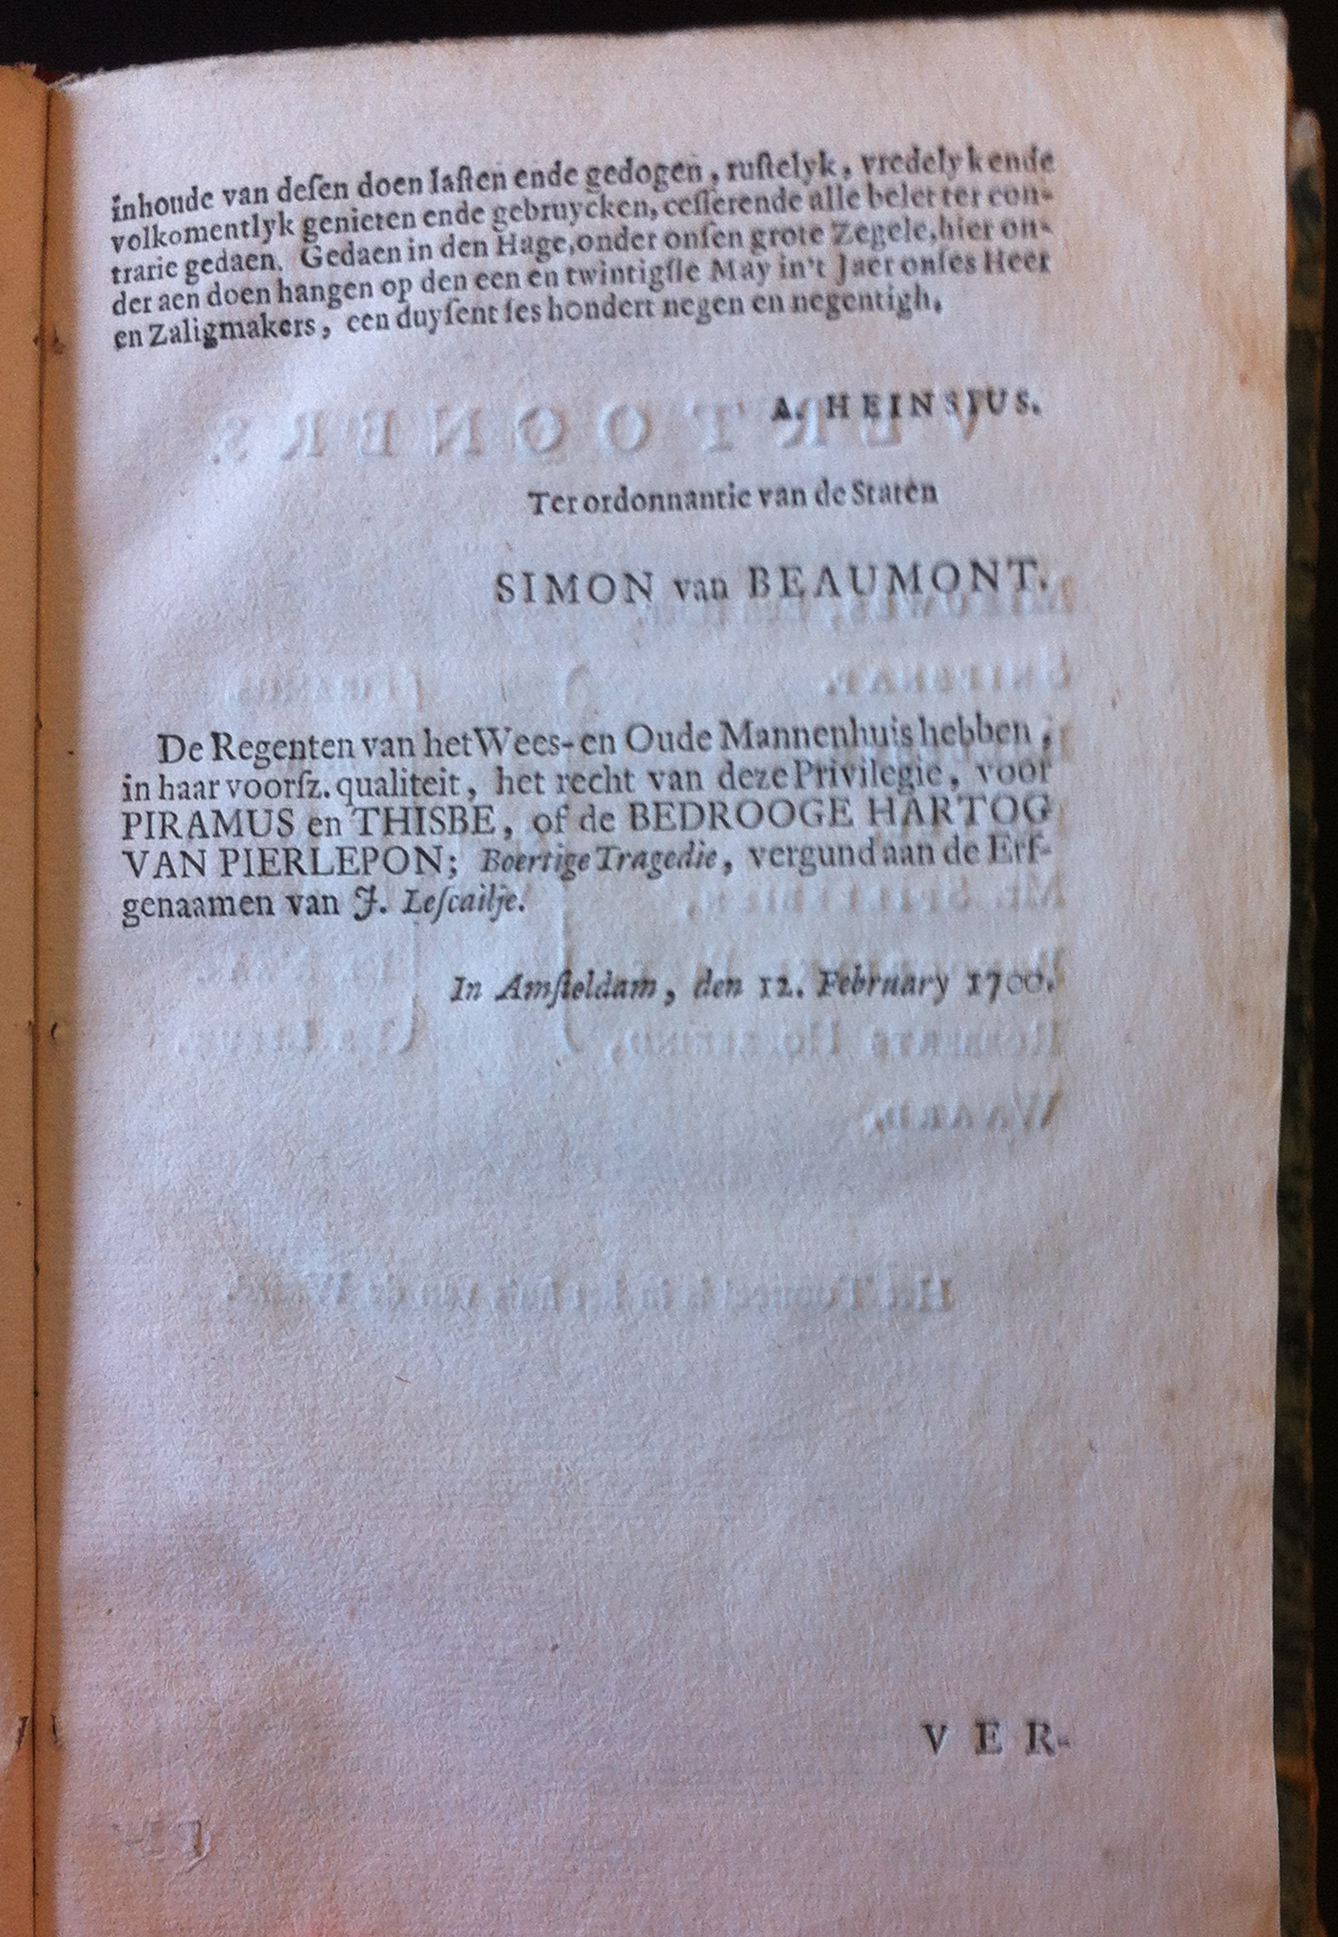 inhoude van deſen doen laſten ende gedogen, ruſtelyk, vredelyk ende
volkomentlyk genieten ende gebruycken, ceſſerende alle belet ter con-
trarie gedaen. Gedaen in den Hage, onder onſen grote Zegele, hier on-
der aen doen hangen op den een en twintigſte May in't Jaer onſes Heer
en Zaligmakers, een duyſent ſes hondert negen en negentigh.
A. HEINSJUS.
Ter ordonnantie van de Staten
SIMON van BEAUMONT.
De Regenten van het Wees- en Oude Mannenhuis hebben,
in haar voorſz. qualiteit, het recht van deze Privilegie, voor
PIRAMUS en THISBE, of de BEDROOGE HARTOG
VAN PIERLEPON; Boertige Tragedie, vergund aan de Erf-
genaamen van J. Leſcailje.
In Amſteldam, den 12. February 1700.
VER-